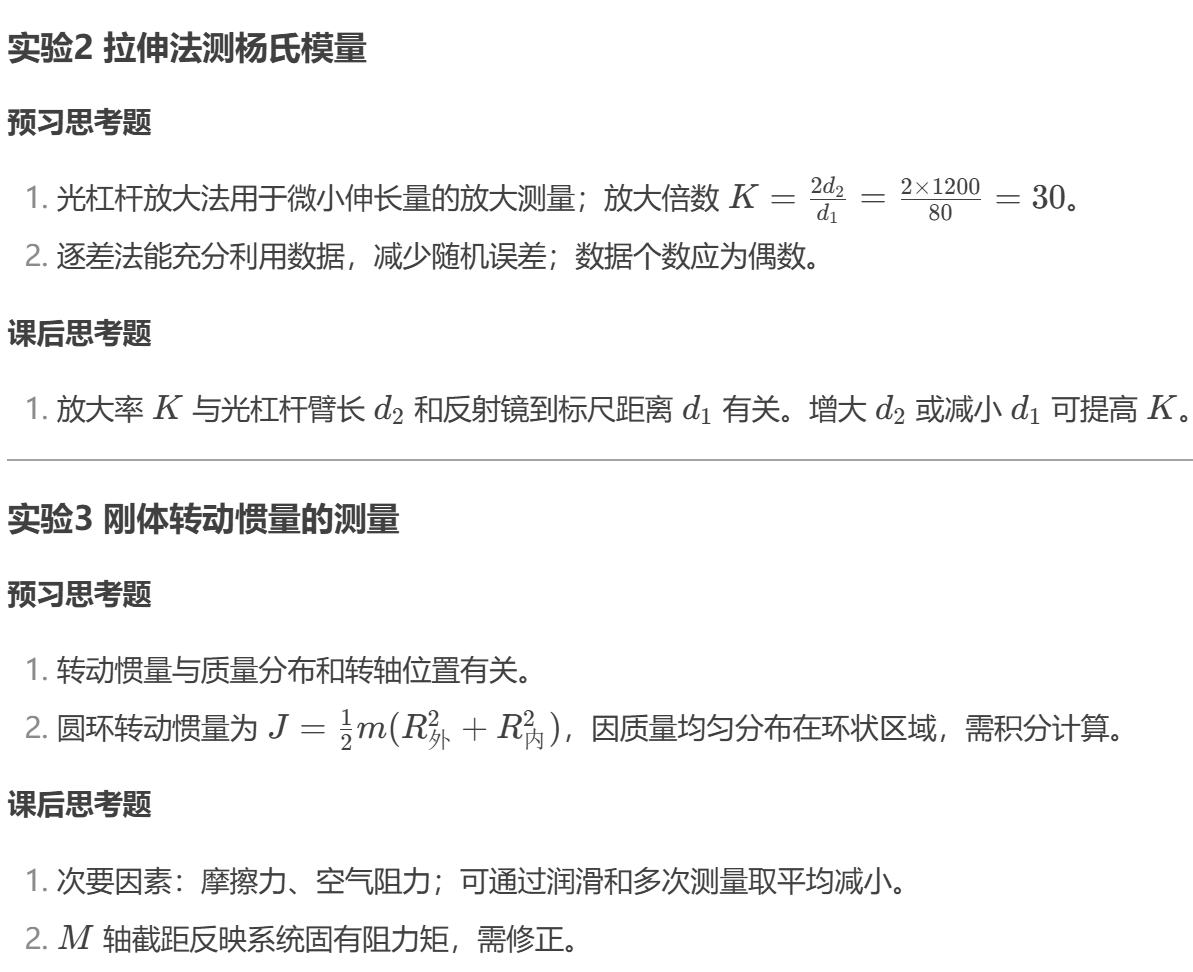 实验2 拉伸法测杨氏模量
预习思考题
1. 光杠杆放大法用于微小伸长量的放大测量；放大倍数 $K = \frac{2d_2}{d_1} = \frac{2 \times 1200}{80} = 30$。
2. 逐差法能充分利用数据，减少随机误差；数据个数应为偶数。
课后思考题
1. 放大率 $K$ 与光杠杆臂长 $d_2$ 和反射镜到标尺距离 $d_1$ 有关。增大 $d_2$ 或减小 $d_1$ 可提高 $K$。
实验3 刚体转动惯量的测量
预习思考题
1. 转动惯量与质量分布和转轴位置有关。
2. 圆环转动惯量为 $J = \frac{1}{2}m(R_{外}^2 + R_{内}^2)$，因质量均匀分布在环状区域，需积分计算。
课后思考题
1. 次要因素：摩擦力、空气阻力；可通过润滑和多次测量取平均减小。
2. $M$ 轴截距反映系统固有阻力矩，需修正。